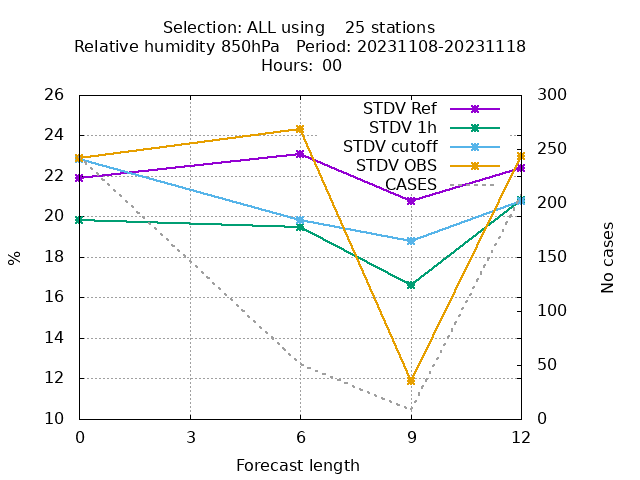 Selection: ALL using    25 stations
Relative humidity 850hPa   Period: 20231108-20231118
Hours: 00
26
24
22
20
18
16
14
12
10
%
STDV Ref
STDV 1h
STDV cutoff
STDV OBS
CASES
300
250
200
150
100
50
0
No cases
0
3
6
9
12
Forecast length